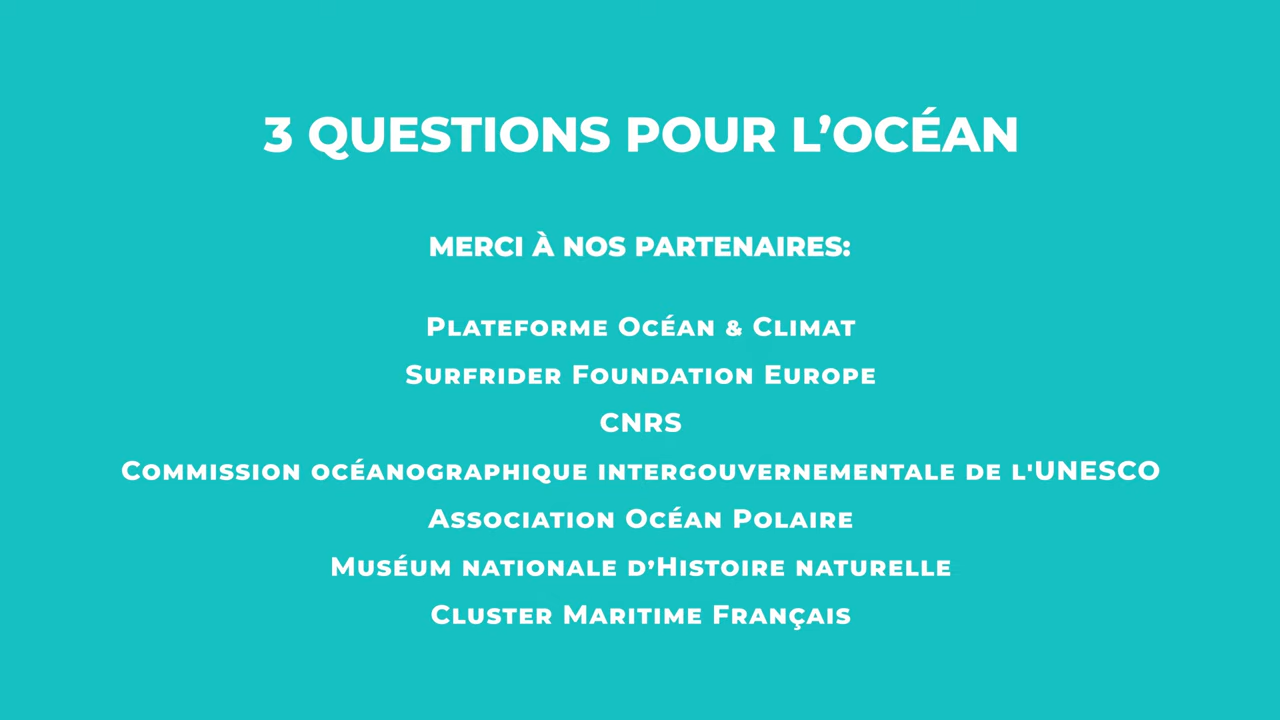 3 QUESTIONS POUR L’OCÉAN
MERCI À NOS PARTENAIRES:
Plateforme Océan & Climat
Surfrider Foundation Europe
CNRS
Commission océanographique intergouvernementale de l'UNESCO
Association Océan Polaire
Muséum nationale d’Histoire naturelle
Cluster Maritime Français